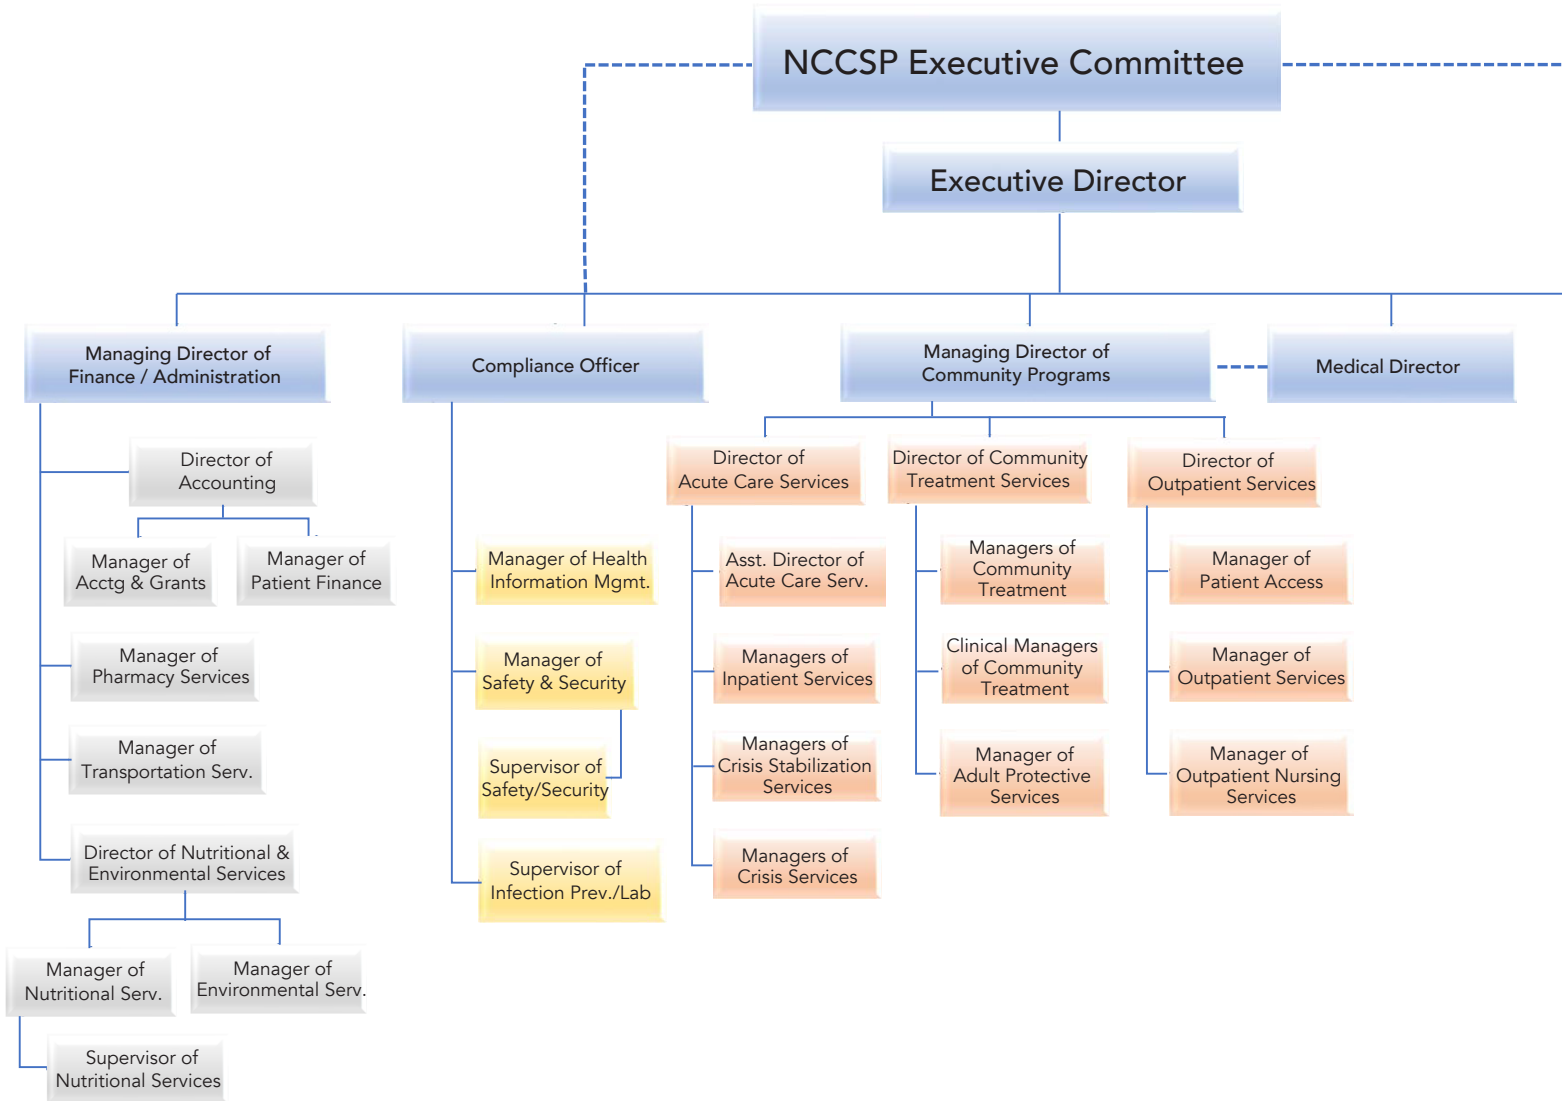 NCCSP Executive Committee
Executive Director
Managing Director of
Finance / Administration
Compliance Officer
Managing Director of
Community Programs
Medical Director
Director of
Accounting
Manager of
Acctg & Grants
Manager of
Patient Finance
Manager of
Pharmacy Services
Manager of
Transportation Serv.
Director of Nutritional &
Environmental Services
Manager of
Nutritional Serv.
Manager of
Environmental Serv.
Supervisor of
Nutritional Services
Manager of Health
Information Mgmt.
Manager of
Safety & Security
Supervisor of
Safety/Security
Supervisor of
Infection Prev./Lab
Director of
Acute Care Services
Asst. Director of
Acute Care Serv.
Managers of
Inpatient Services
Managers of
Crisis Stabilization
Services
Managers of
Crisis Services
Director of Community
Treatment Services
Managers of
Community
Treatment
Clinical Managers
of Community
Treatment
Manager of
Adult Protective
Services
Director of
Outpatient Services
Manager of
Patient Access
Manager of
Outpatient Services
Manager of
Outpatient Nursing
Services